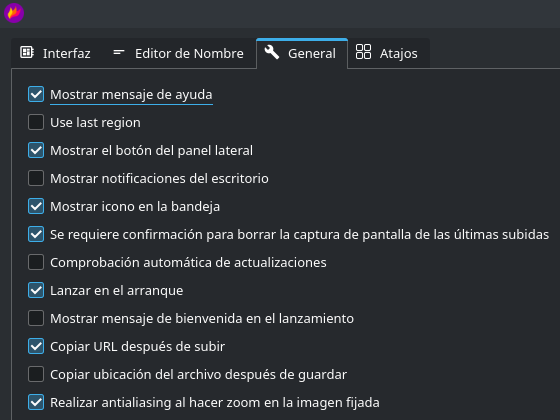 Interfaz
Editor de Nombre
General
Atajos
Mostrar mensaje de ayuda
Use last region
Mostrar el botón del panel lateral
Mostrar notificaciones del escritorio
Mostrar icono en la bandeja
Se requiere confirmación para borrar la captura de pantalla de las últimas subidas
Comprobación automática de actualizaciones
Lanzar en el arranque
Mostrar mensaje de bienvenida en el lanzamiento
Copiar URL después de subir
Copiar ubicación del archivo después de guardar
Realizar antialiasing al hacer zoom en la imagen fijada